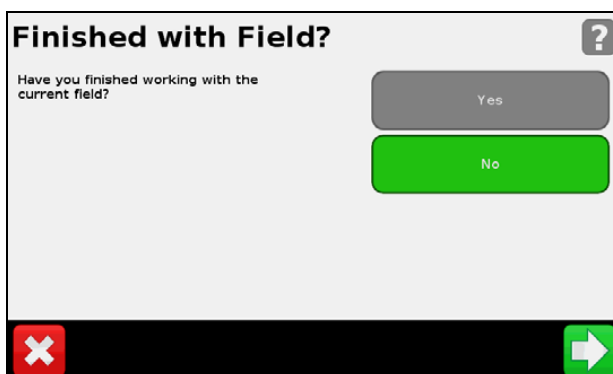 Finished with Field?
?
Have you finished working with the
current field?
Yes
No